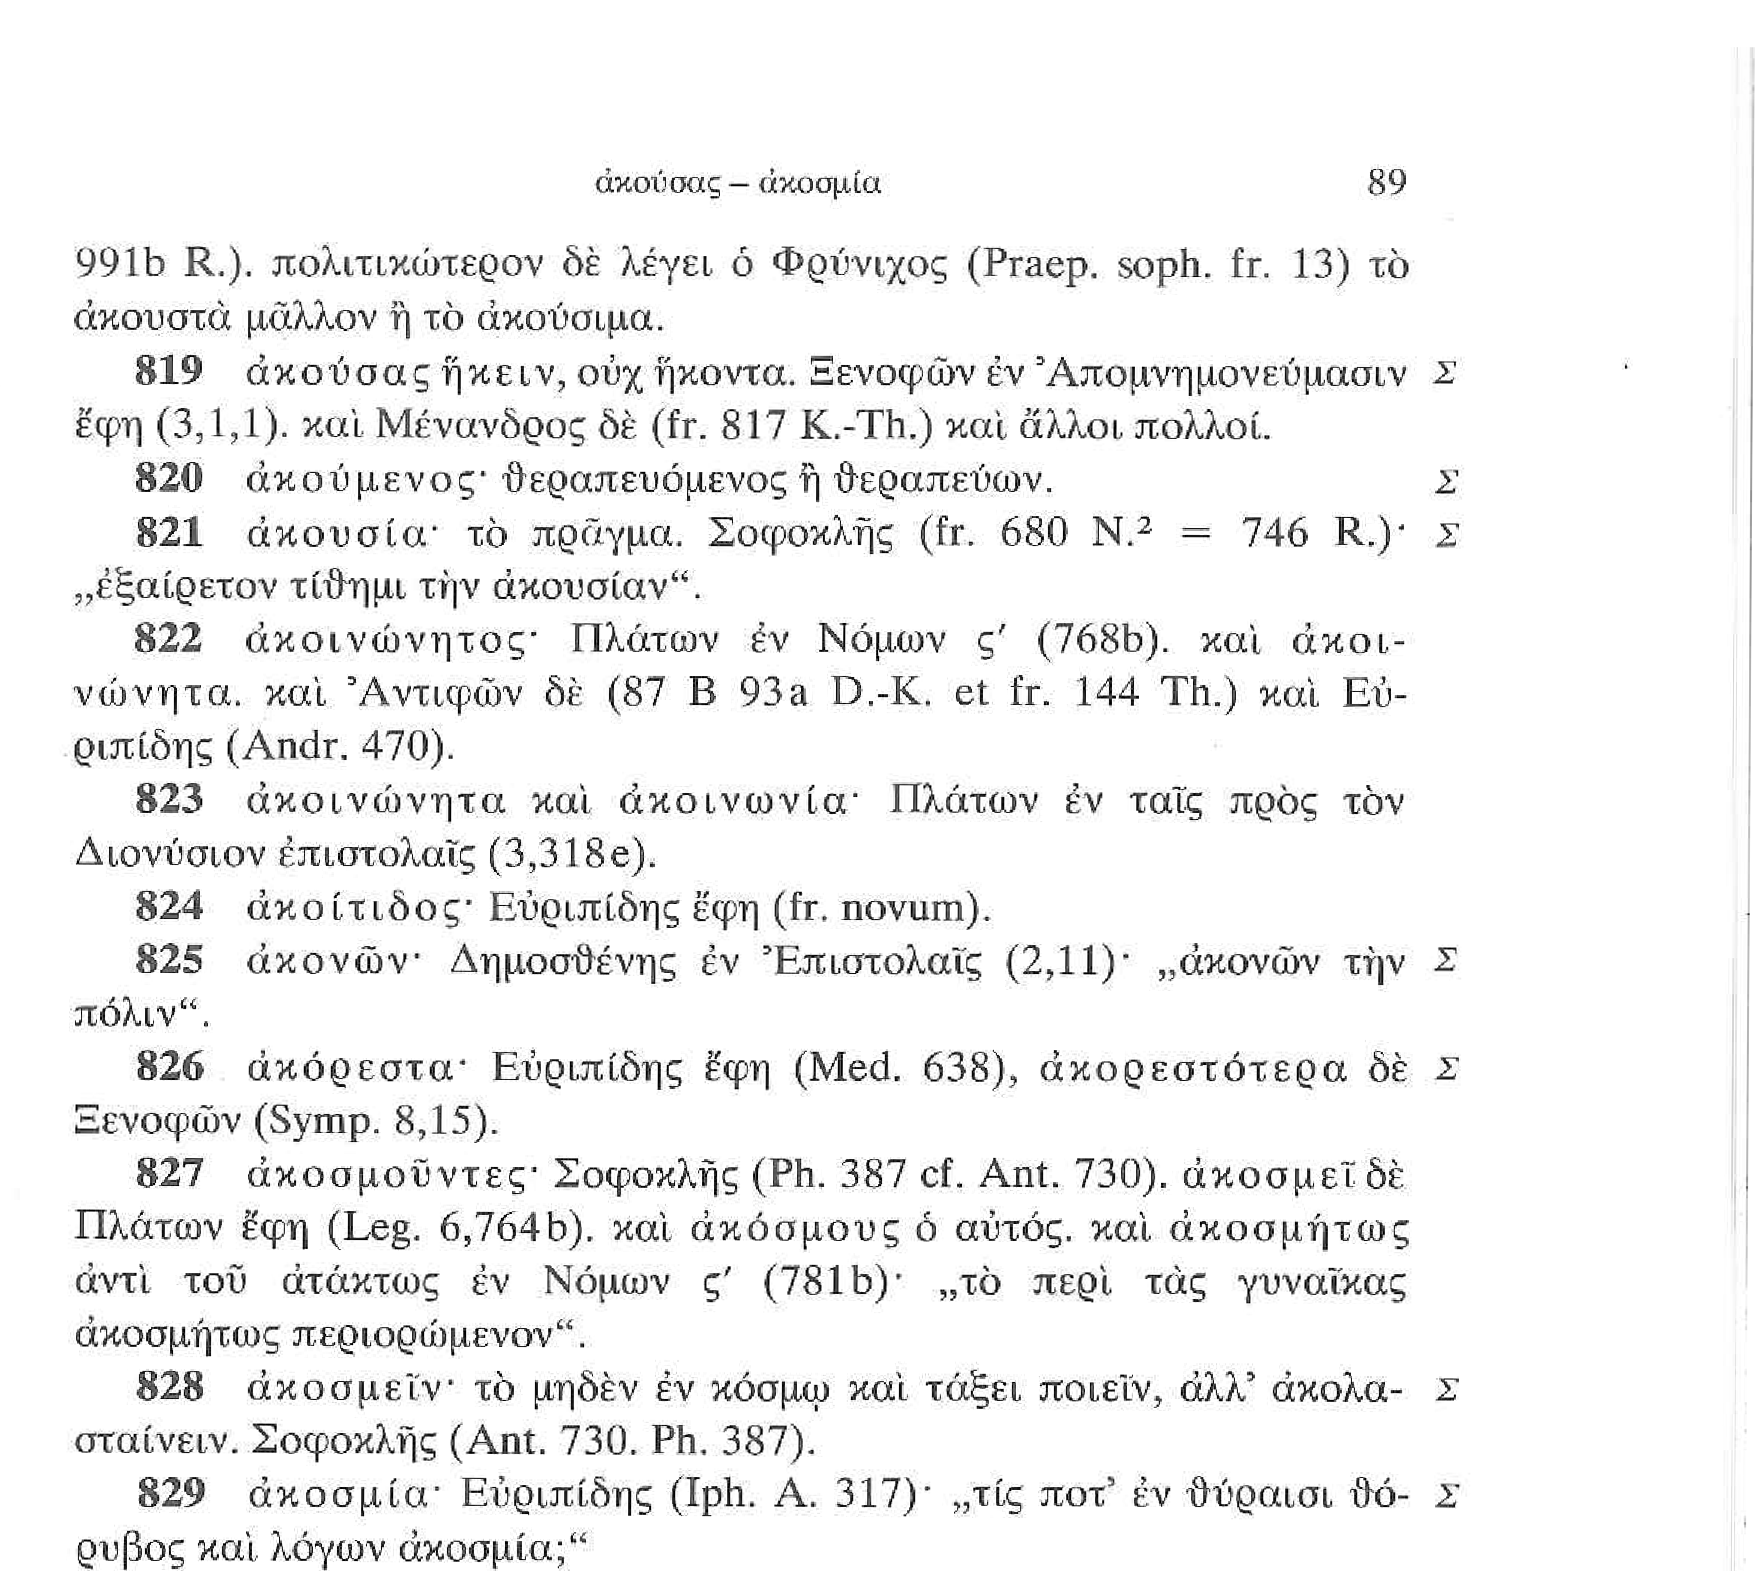 ἀκούσας – ἀκοσμία 89
991b R.). πολιτικώτερον δὲ λέγει ὁ Φρύνιχος (Praep. soph. fr. 13) τὸ
ἀκουστὰ μᾶλλον ἢ τὸ ἀκούσιμα.
819 ἀκούσας ἥκειν, οὐχ ἥκοντα. Ξενοφῶν ἐν Ἀπομνημονεύμασιν Σ
ἔφη (3,1,1). καὶ Μένανδρος δὲ (fr. 817 K.-Th.) καὶ ἄλλοι πολλοί.
820 ἀκούμενος· θεραπευόμενος ἢ θεραπεύων. Σ
821 ἀκουσία· τὸ πρᾶγμα. Σοφοκλῆς (fr. 680 N.² = 746 R.)· Σ
„ἐξαίρετον τίθημι τὴν ἀκουσίαν“.
822 ἀκοινώνητος· Πλάτων ἐν Νόμων ς′ (768b). καὶ ἀκοι-
νώνητα. καὶ Ἀντιφῶν δὲ (87 B 93a D.-K. et fr. 144 Th.) καὶ Εὐ-
ριπίδης (Andr. 470).
823 ἀκοινώνητα καὶ ἀκοινωνία· Πλάτων ἐν ταῖς πρὸς τὸν
Διονύσιον ἐπιστολαῖς (3,318e).
824 ἀκοίτιδος· Εὐριπίδης ἔφη (fr. novum).
825 ἀκονῶν· Δημοσθένης ἐν Ἐπιστολαῖς (2,11)· „ἀκονῶν τὴν Σ
πόλιν“.
826 ἀκόρεστα· Εὐριπίδης ἔφη (Med. 638), ἀκορεστότερα δὲ Σ
Ξενοφῶν (Symp. 8,15).
827 ἀκοσμοῦντες· Σοφοκλῆς (Ph. 387 cf. Ant. 730). ἀκοσμεῖ δὲ
Πλάτων ἔφη (Leg. 6,764b). καὶ ἀκόσμους ὁ αὐτός. καὶ ἀκοσμήτως
ἀντὶ τοῦ ἀτάκτως ἐν Νόμων ς′ (781b)· „τὸ περὶ τὰς γυναῖκας
ἀκοσμήτως περιορώμενον“.
828 ἀκοσμεῖν· τὸ μηδὲν ἐν κόσμῳ καὶ τάξει ποιεῖν, ἀλλ’ ἀκολα- Σ
σταίνειν. Σοφοκλῆς (Ant. 730. Ph. 387).
829 ἀκοσμία· Εὐριπίδης (Iph. A. 317)· „τίς ποτ’ ἐν θύραισι θό- Σ
ρυβος καὶ λόγων ἀκοσμία;“